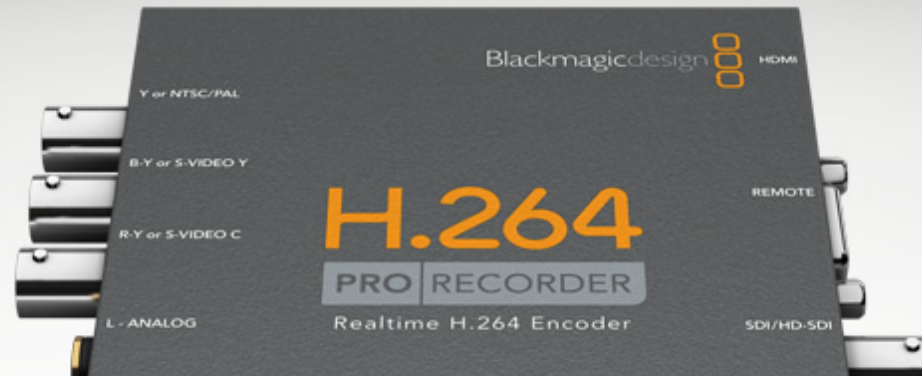 Blackmagicdesign
HDMI
Y or NTSC/PAL
B-Y or S-VIDEO Y
REMOTE
R-Y or S-VIDEO C
H.264
PRO RECORDER
L - ANALOG
Realtime H.264 Encoder
SDI/HD-SDI